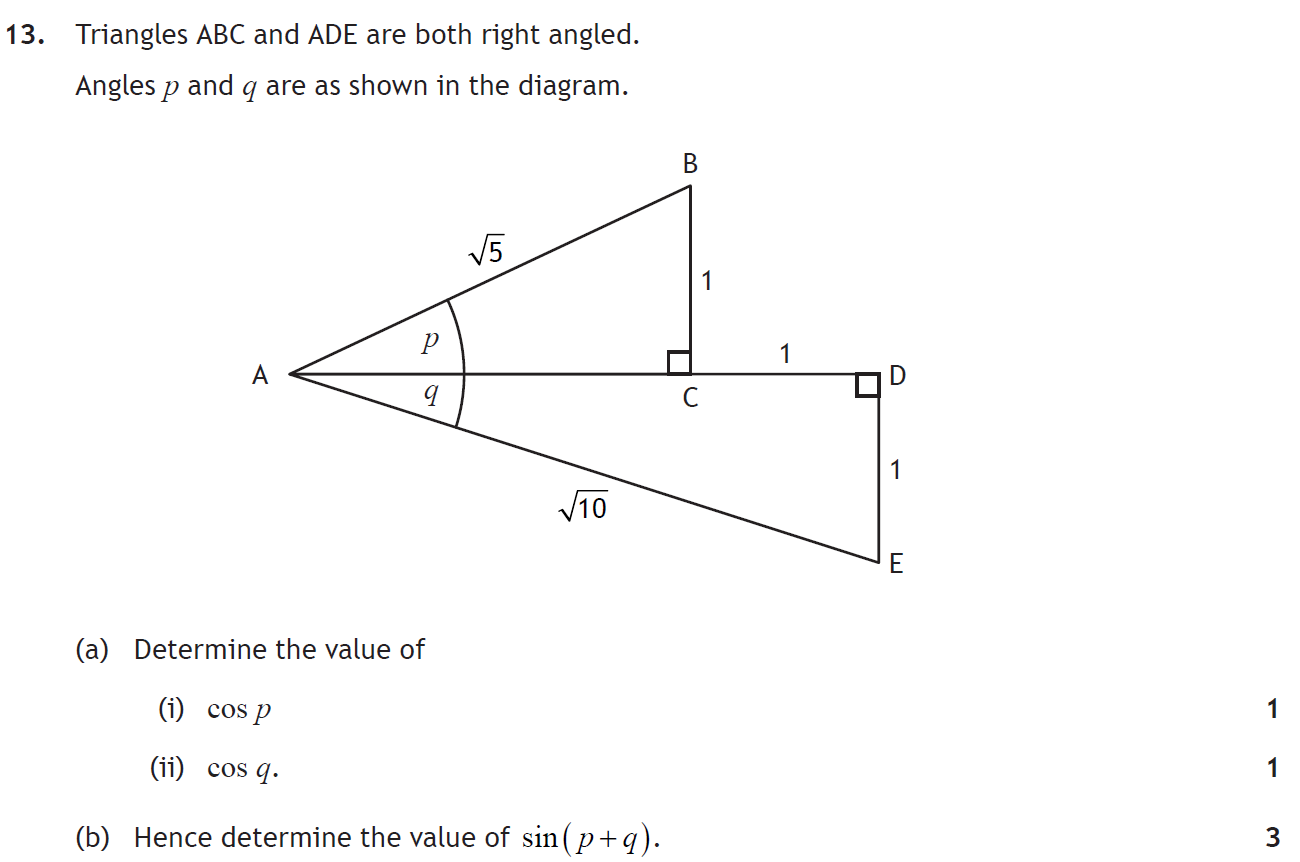 13. Triangles ABC and ADE are both right angled.
Angles p and q are as shown in the diagram.
B
√5
1
p
1
A
D
q
C
1
√10
E
(a) Determine the value of
(i) cos p 1
(ii) cos q. 1
(b) Hence determine the value of sin(p+q). 3